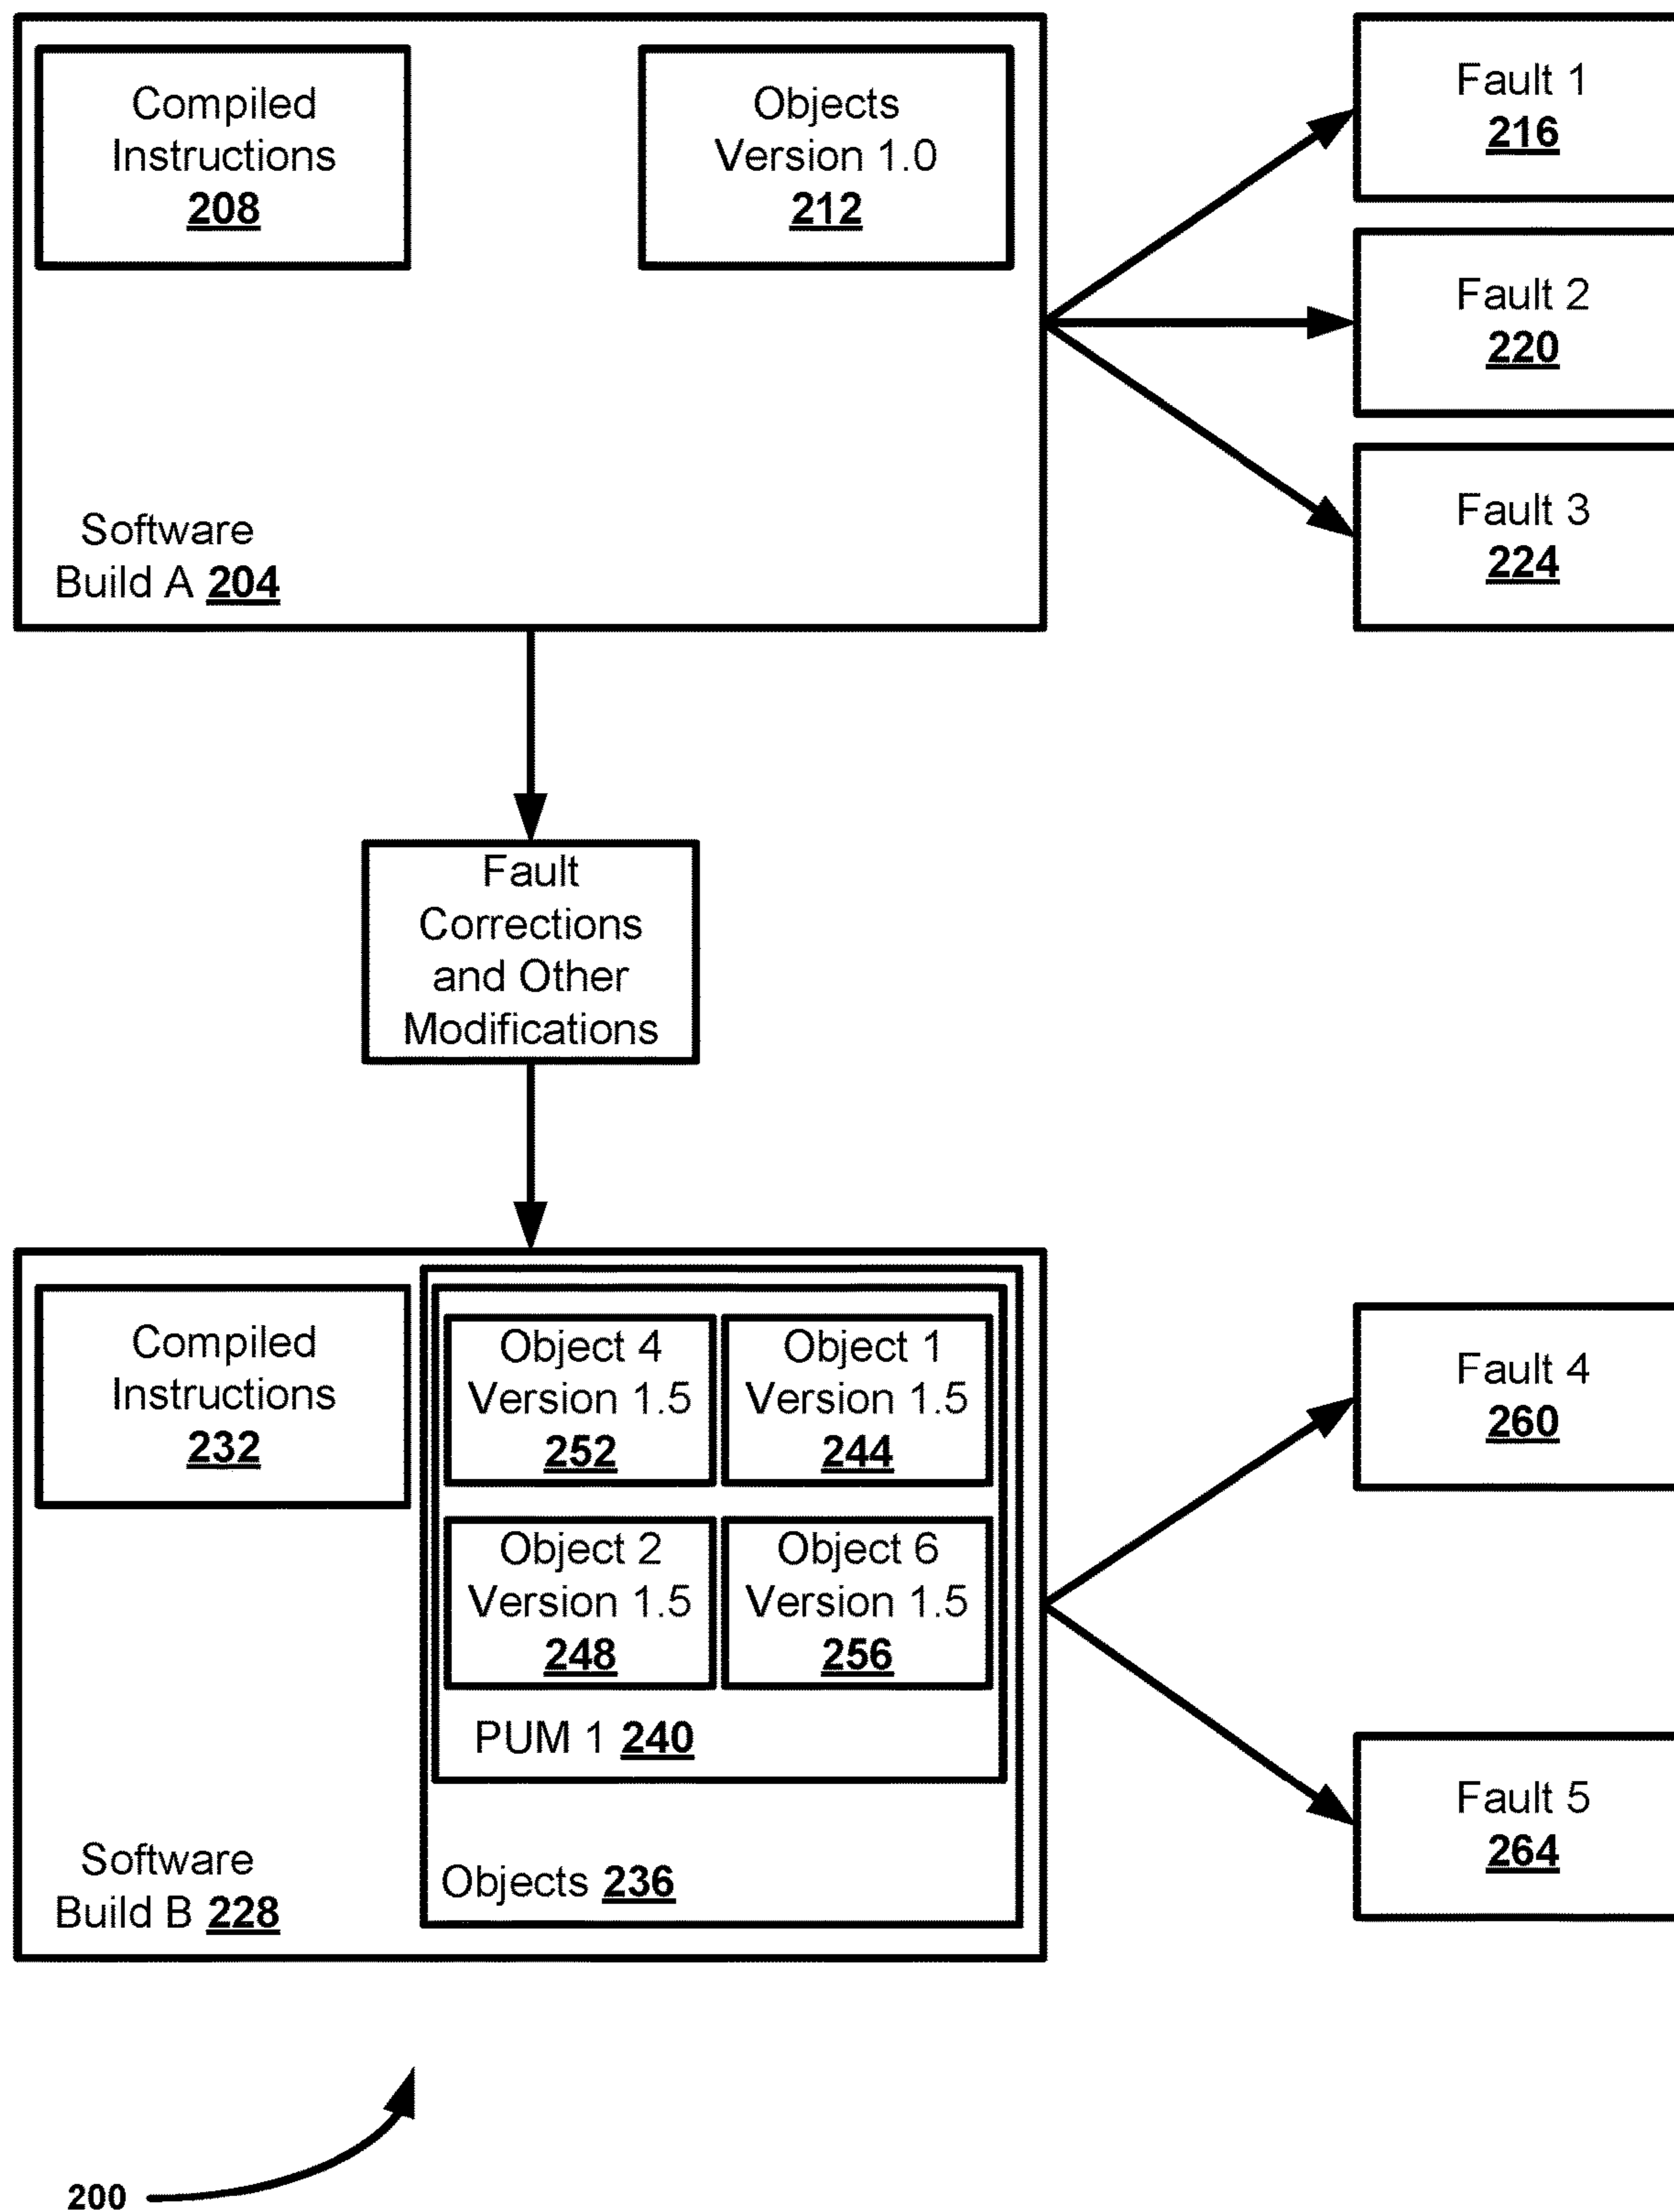 Compiled
Instructions
208
Objects
Version 1.0
212
Software
Build A 204
Fault 1
216
Fault 2
220
Fault 3
224
Fault
Corrections
and Other
Modifications
Compiled
Instructions
232
Object 4
Version 1.5
252
Object 1
Version 1.5
244
Object 2
Version 1.5
248
Object 6
Version 1.5
256
PUM 1 240
Objects 236
Software
Build B 228
Fault 4
260
Fault 5
264
200